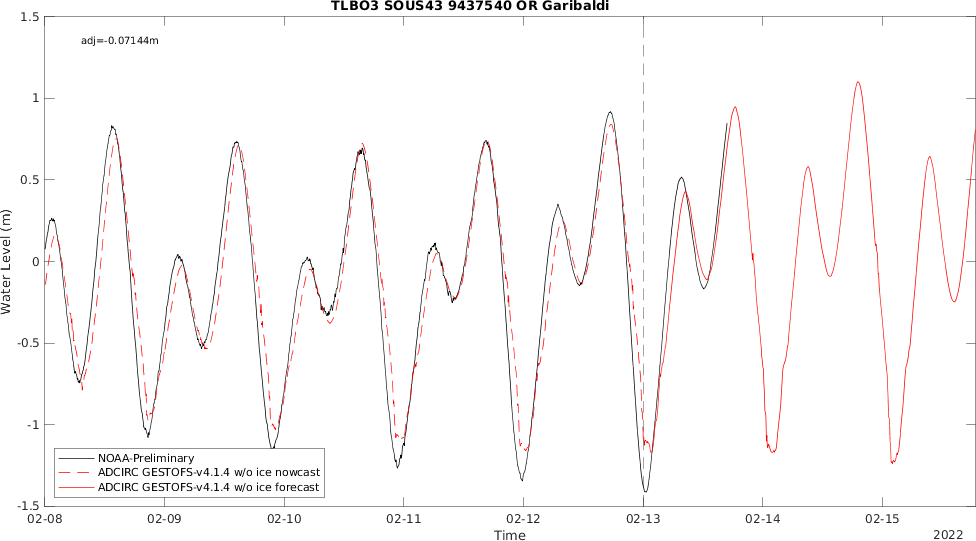 TLBO3 SOUS43 9437540 OR Garibaldi
adj=-0.07144m
1.5
1
0.5
0
-0.5
-1
-1.5
Water Level (m)
NOAA-Preliminary
ADCIRC GESTOFS-v4.1.4 w/o ice nowcast
ADCIRC GESTOFS-v4.1.4 w/o ice forecast
02-08 02-09 02-10 02-11 02-12 02-13 02-14 02-15
Time
2022